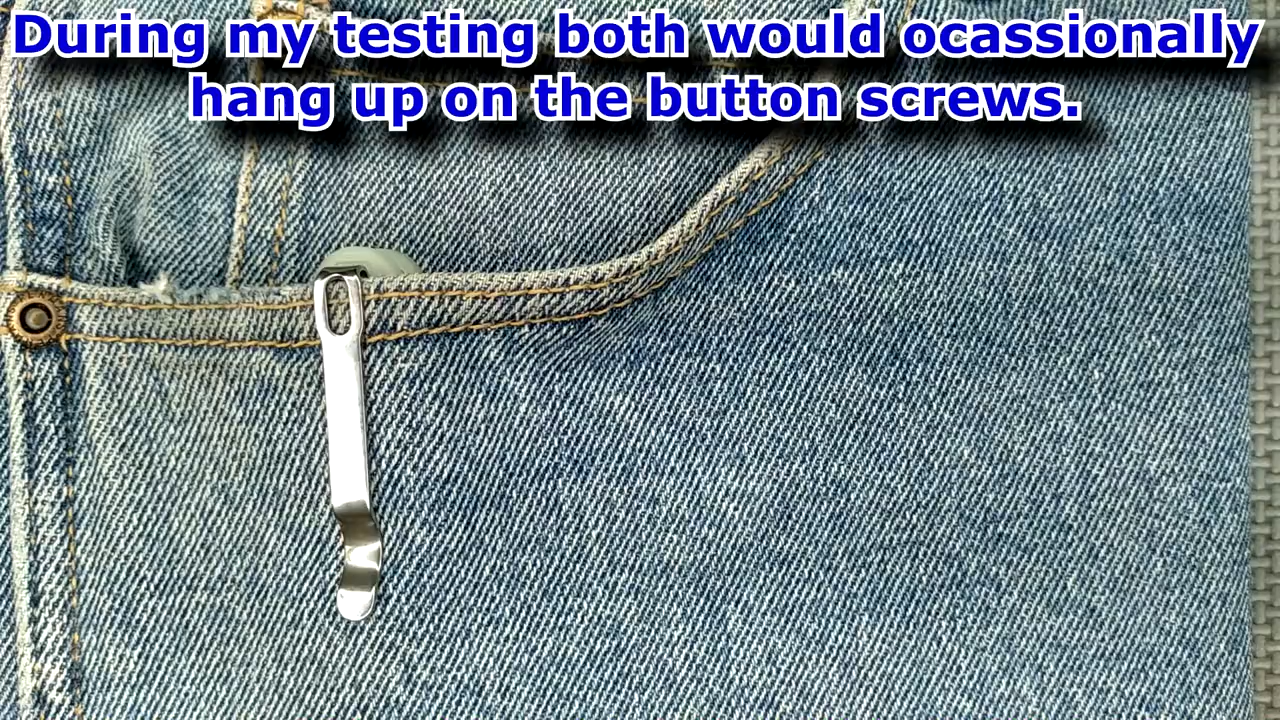 During my testing both would ocassionally
hang up on the button screws.